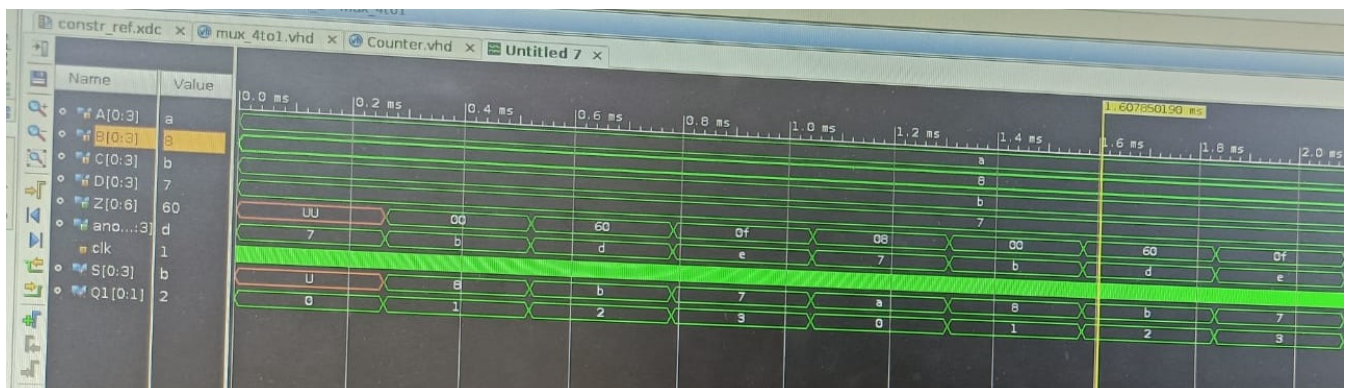 mux_4to1
constr_ref.xdc × mux_4to1.vhd × Counter.vhd × Untitled 7 ×
Name Value
1.607850190 ms
0.0 ms 0.2 ms 0.4 ms 0.6 ms 0.8 ms 1.0 ms 1.2 ms 1.4 ms 1.6 ms 1.8 ms 2.0 ms
A[0:3] a a
B[0:3] 8 8
C[0:3] b b
D[0:3] 7 7
Z[0:6] 60 UU 00 60 0f 08 00 60 0f
ano...:3] d 7 b d e 7 b d e
clk 1
S[0:3] b U 8 b 7 a 8 b 7
Q1[0:1] 2 0 1 2 3 0 1 2 3